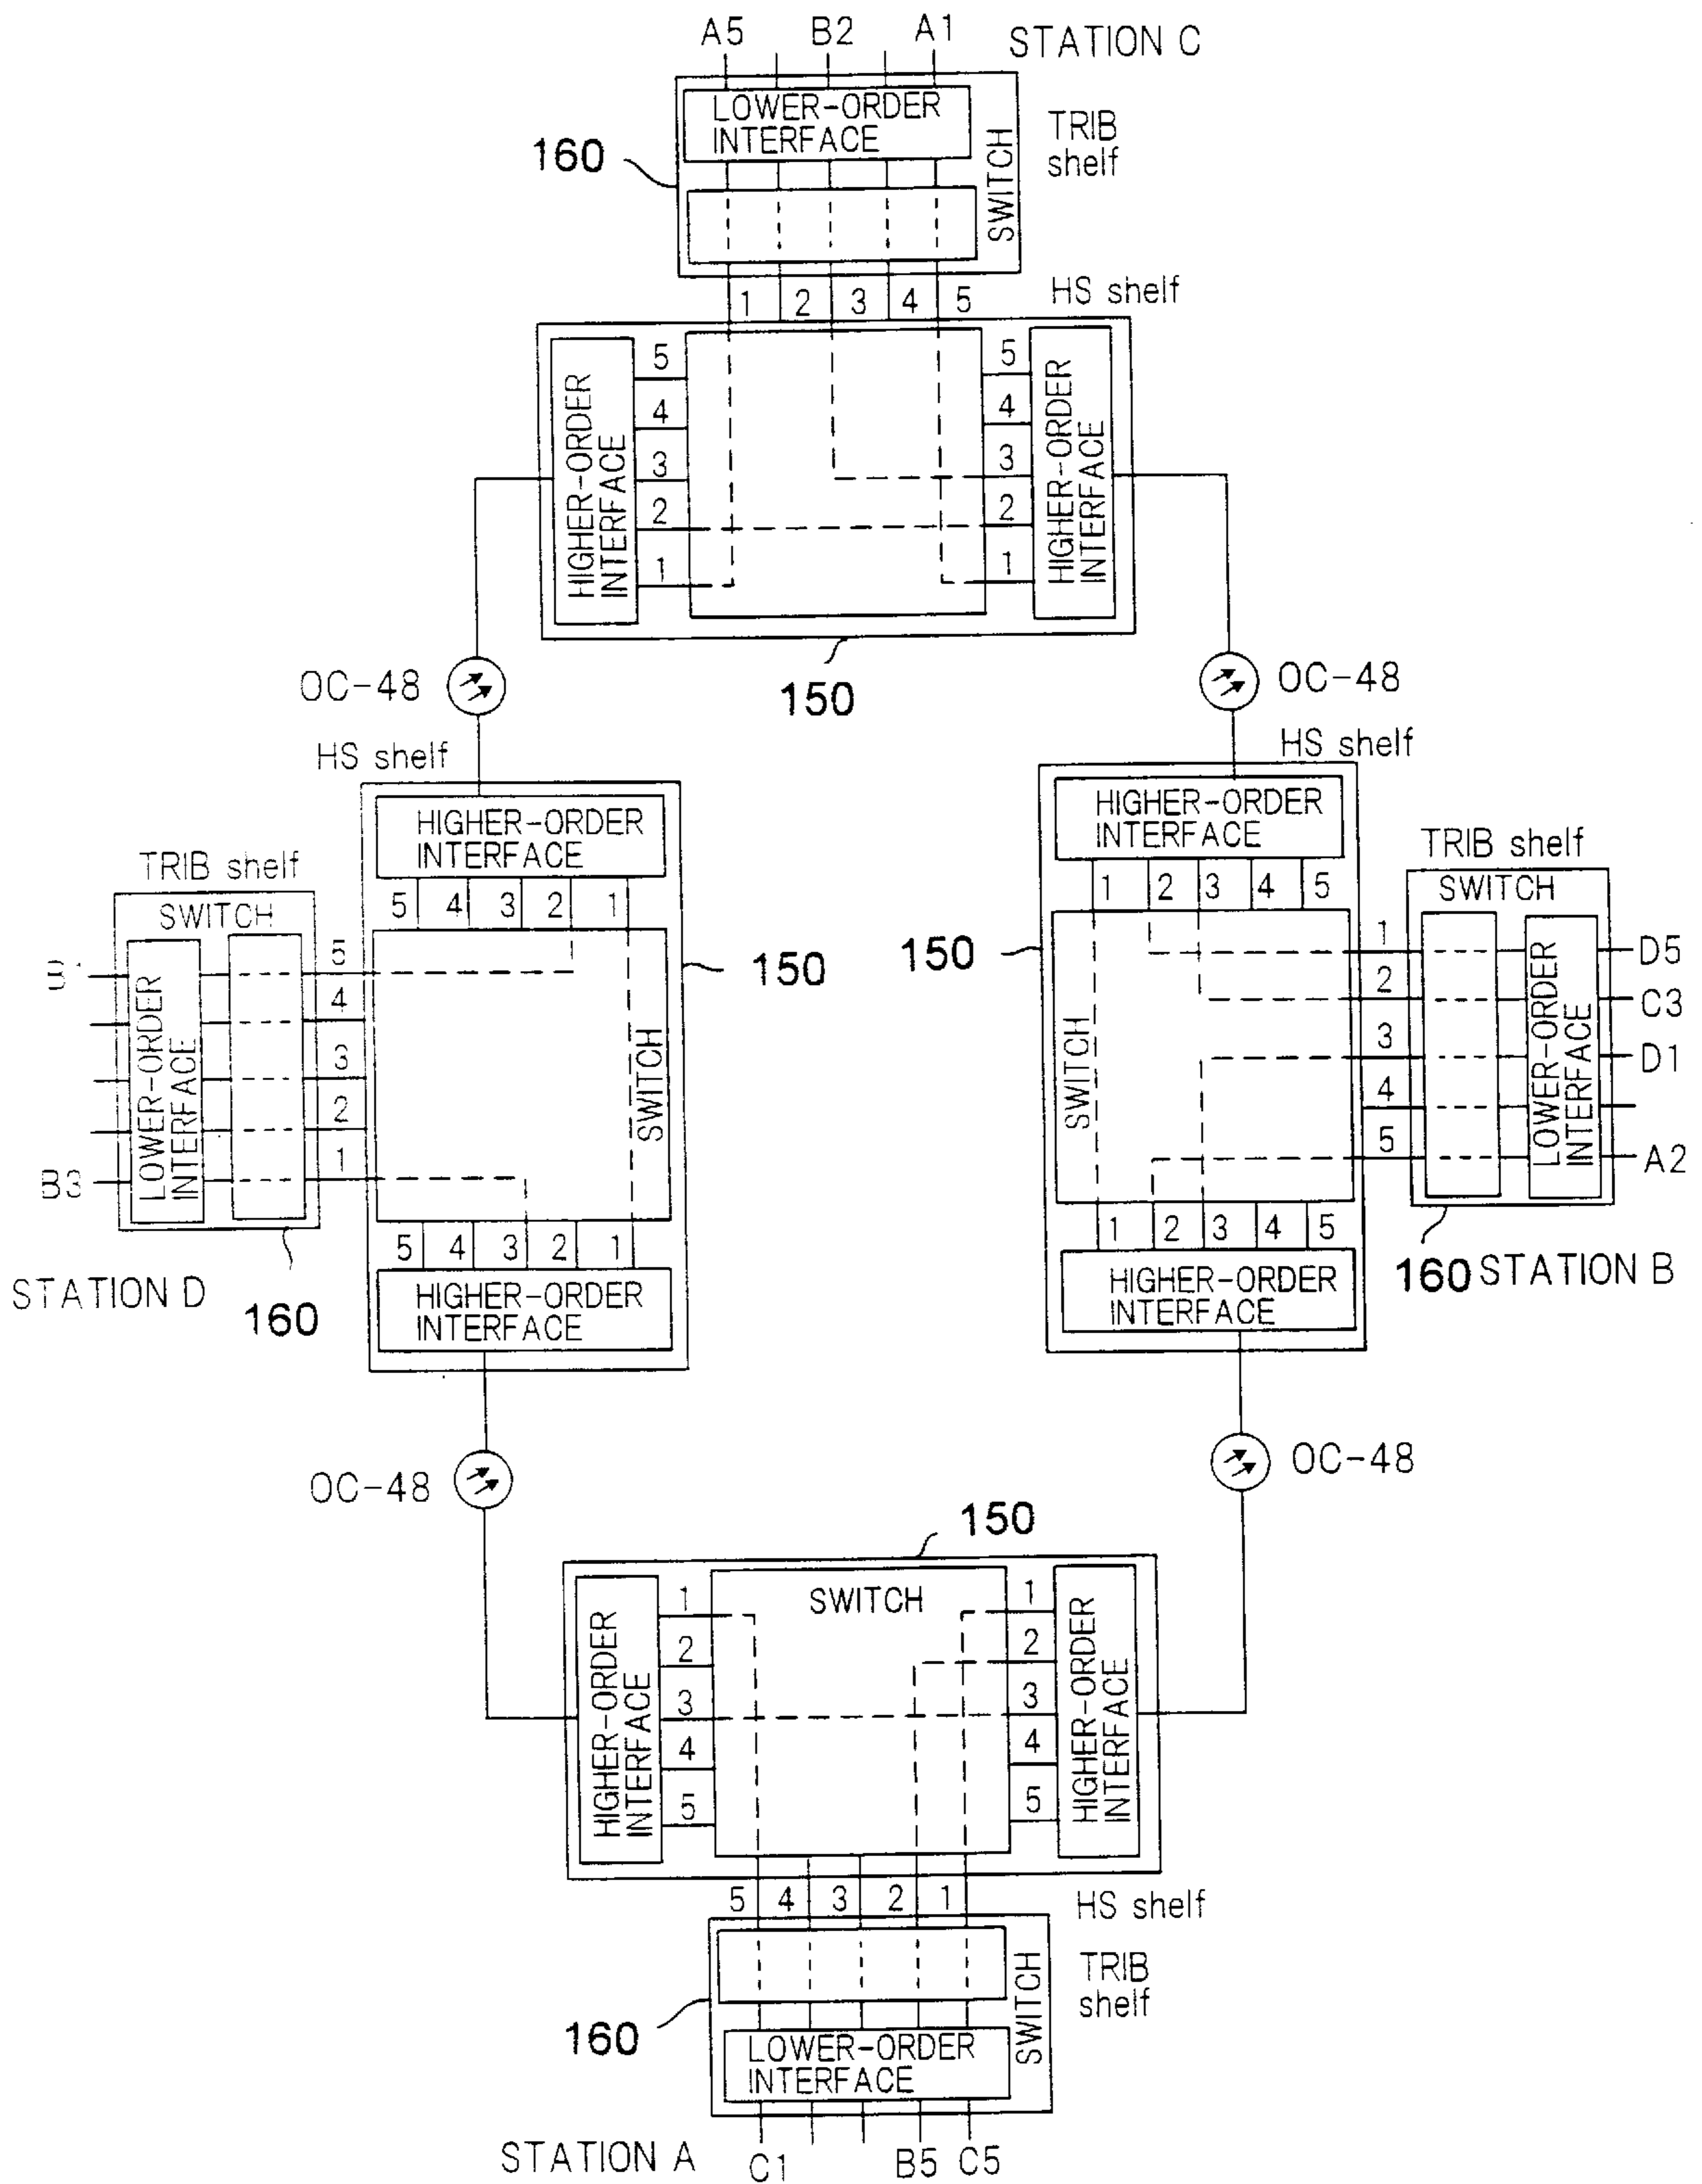 A5 B2 A1 STATION C
LOWER-ORDER
INTERFACE
SWITCH
TRIB
shelf
160
1 2 3 4 5
HS shelf
HIGHER-ORDER
INTERFACE
5
4
3
2
1
5
4
3
2
1
HIGHER-ORDER
INTERFACE
150
OC-48
OC-48
HS shelf
HIGHER-ORDER
INTERFACE
5 4 3 2 1
TRIB shelf
SWITCH
LOWER-ORDER
INTERFACE
B3
5
4
3
2
1
SWITCH
150
5 4 3 2 1
HIGHER-ORDER
INTERFACE
STATION D
160
HS shelf
HIGHER-ORDER
INTERFACE
1 2 3 4 5
150
SWITCH
1
2
3
4
5
TRIB shelf
SWITCH
LOWER-ORDER
INTERFACE
D5
C3
D1
A2
1 2 3 4 5
HIGHER-ORDER
INTERFACE
160 STATION B
OC-48
OC-48
150
HIGHER-ORDER
INTERFACE
1
2
3
4
5
SWITCH
1
2
3
4
5
HIGHER-ORDER
INTERFACE
5 4 3 2 1
HS shelf
SWITCH
TRIB
shelf
160
LOWER-ORDER
INTERFACE
STATION A C1 B5 C5